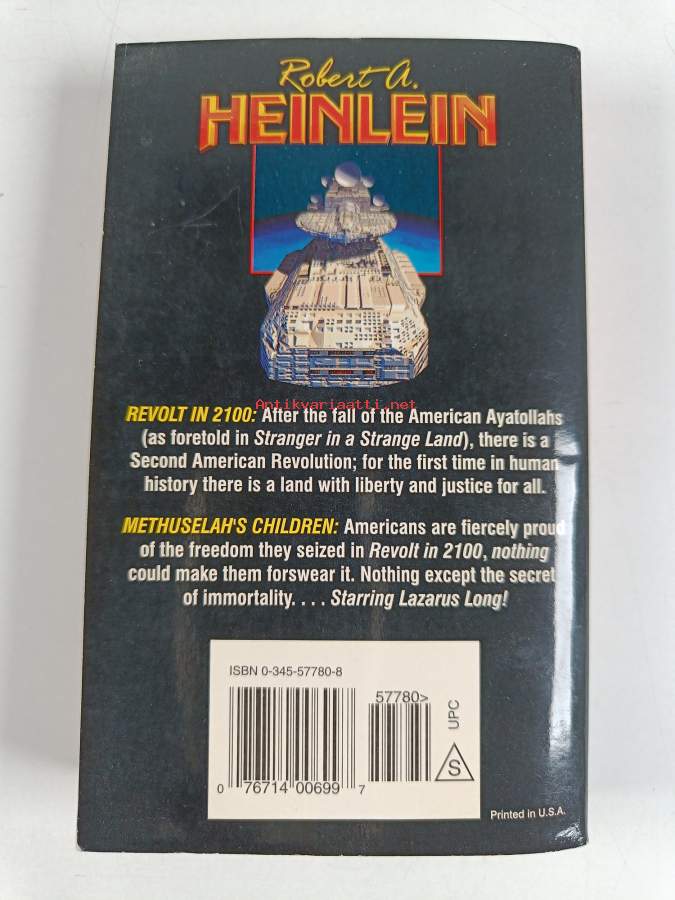 Robert A.
HEINLEIN
Antikvariaatti.net
REVOLT IN 2100: After the fall of the American Ayatollahs
(as foretold in Stranger in a Strange Land), there is a
Second American Revolution; for the first time in human
history there is a land with liberty and justice for all.
METHUSELAH'S CHILDREN: Americans are fiercely proud
of the freedom they seized in Revolt in 2100, nothing
could make them forswear it. Nothing except the secret
of immortality. . . . Starring Lazarus Long!
ISBN 0-345-57780-8
57780>
UPC
S
0 76714 00699 7
Printed in U.S.A.